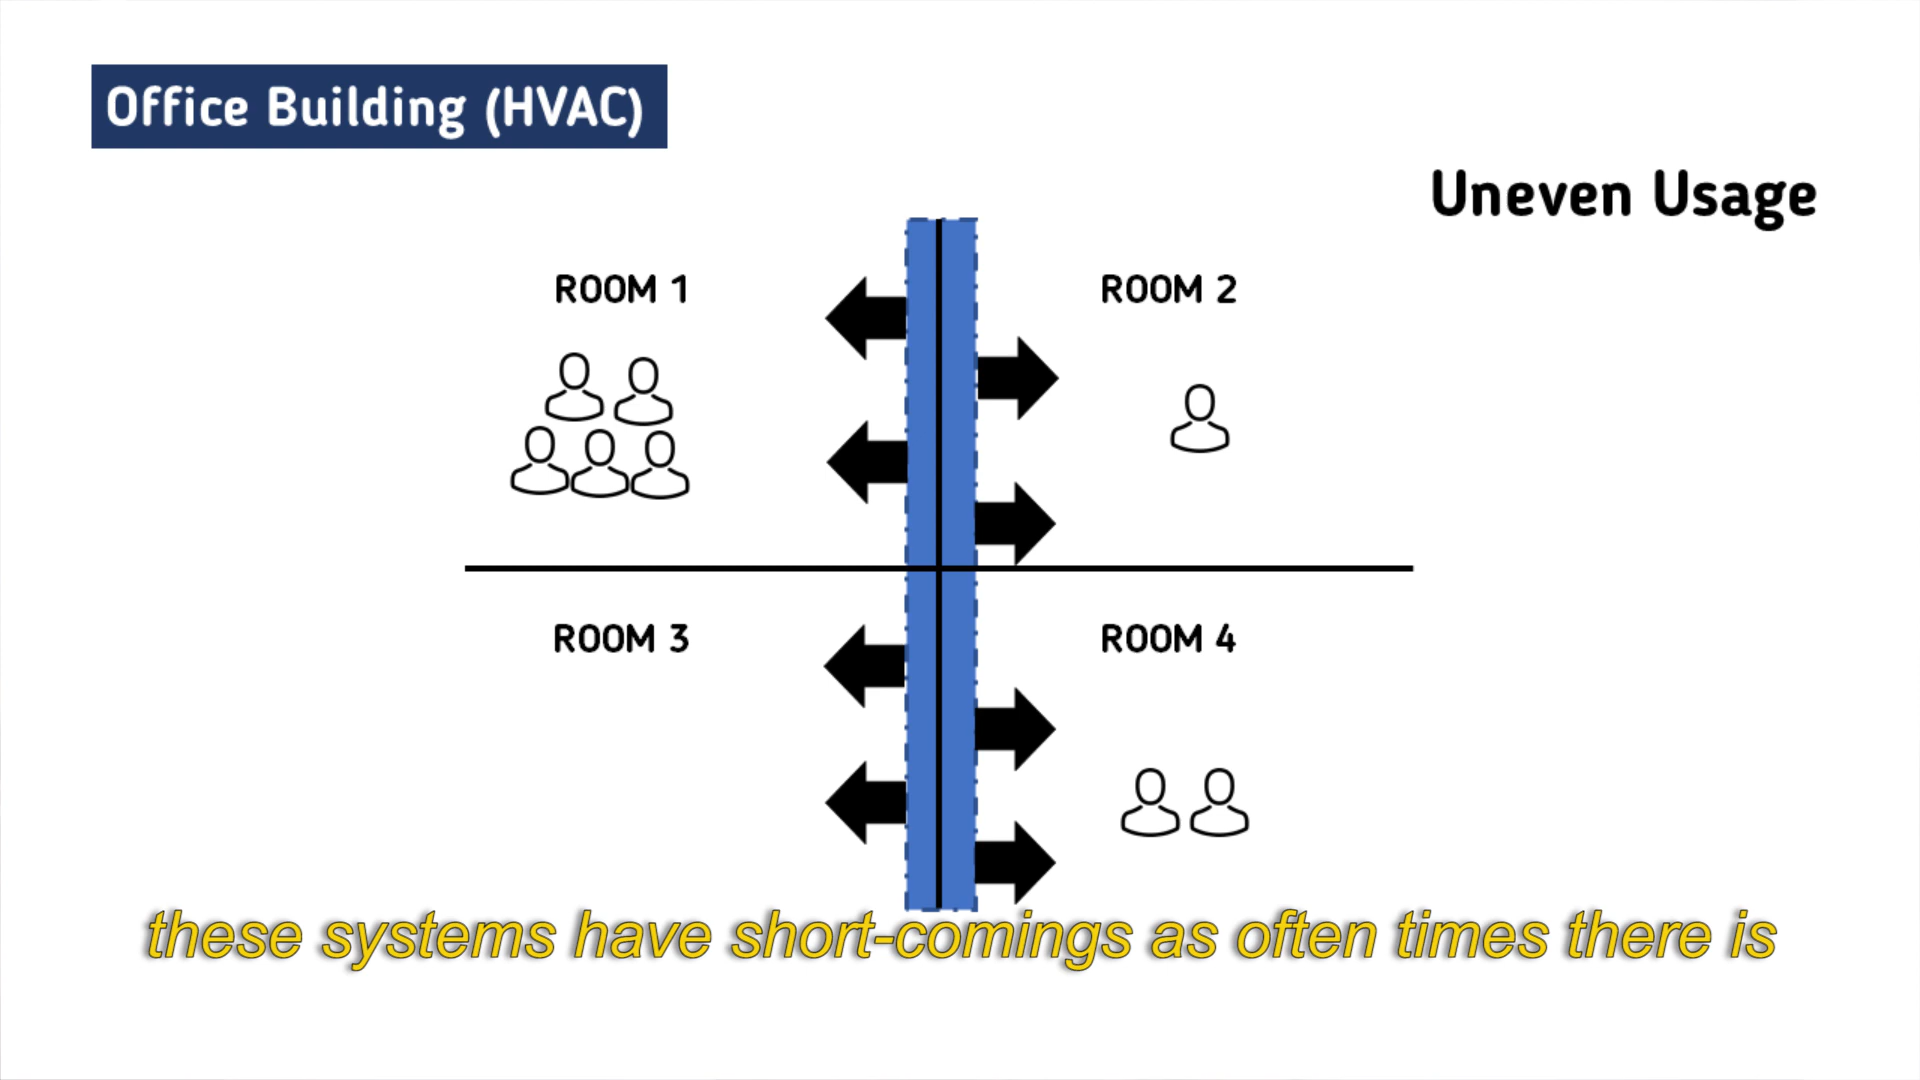 Office Building (HVAC)
Uneven Usage
ROOM 1
ROOM 2
ROOM 3
ROOM 4
these systems have short-comings as often times there is